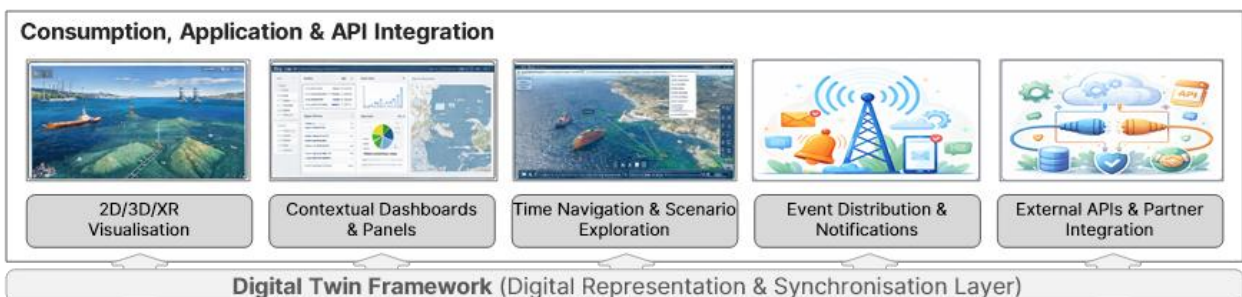 Consumption, Application & API Integration
API
2D/3D/XR
Visualisation
Contextual Dashboards
& Panels
Time Navigation & Scenario
Exploration
Event Distribution &
Notifications
External APIs & Partner
Integration
Digital Twin Framework (Digital Representation & Synchronisation Layer)